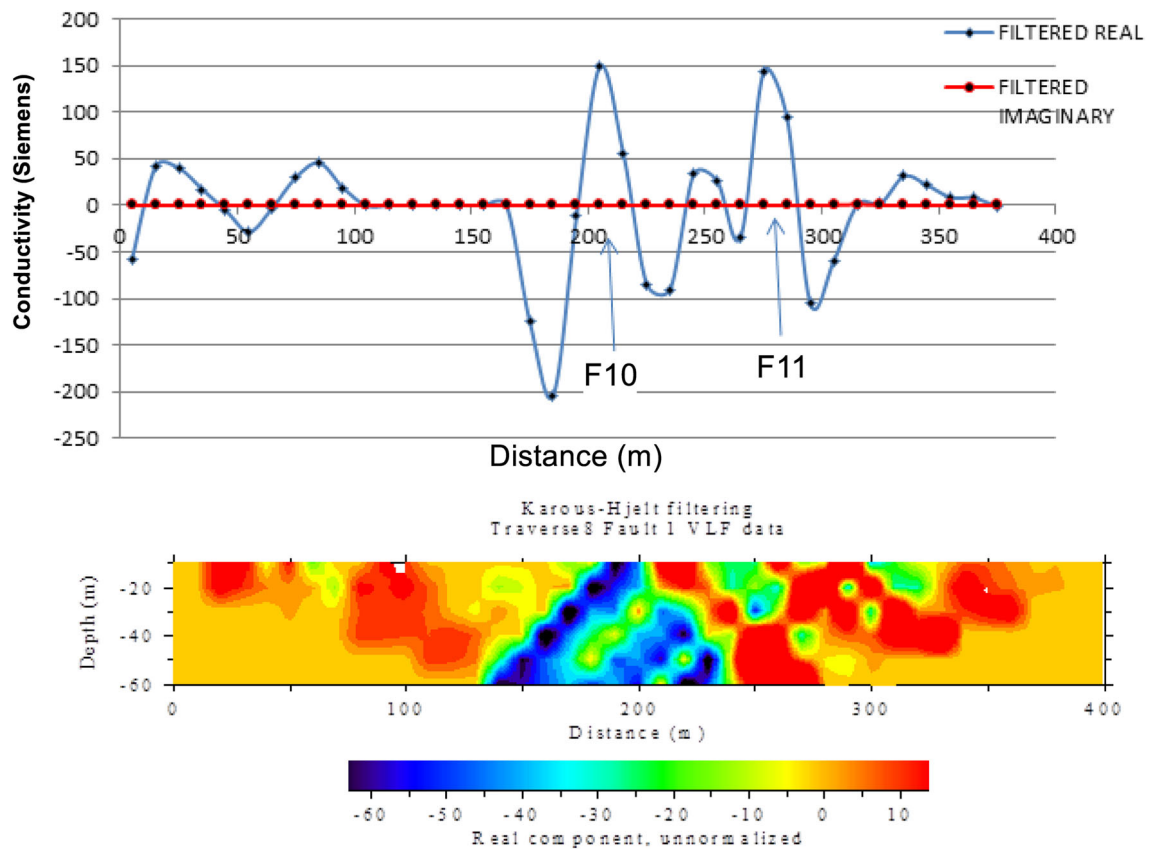 200
150
100
50
0
-50
-100
-150
-200
-250
Conductivity (Siemens)
FILTERED REAL
FILTERED
IMAGINARY
0 50 100 150 200 250 300 350 400
F10
F11
Distance (m)
Karous-Hjelt filtering
Traverse8 Fault 1 VLF data
Depth (m)
-20
-40
-60
0 100 200 300 400
Distance (m)
-60 -50 -40 -30 -20 -10 0 10
Real component, unnormalized